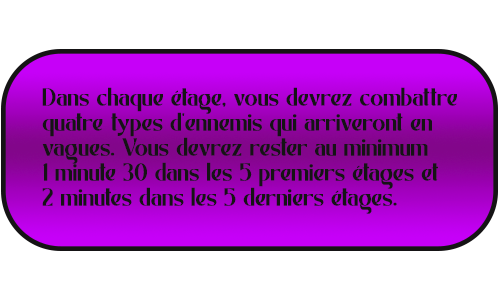 Dans chaque étage, vous devrez combattre
quatre types d'ennemis qui arriveront en
vagues. Vous devrez rester au minimum
1 minute 30 dans les 5 premiers étages et
2 minutes dans les 5 derniers étages.